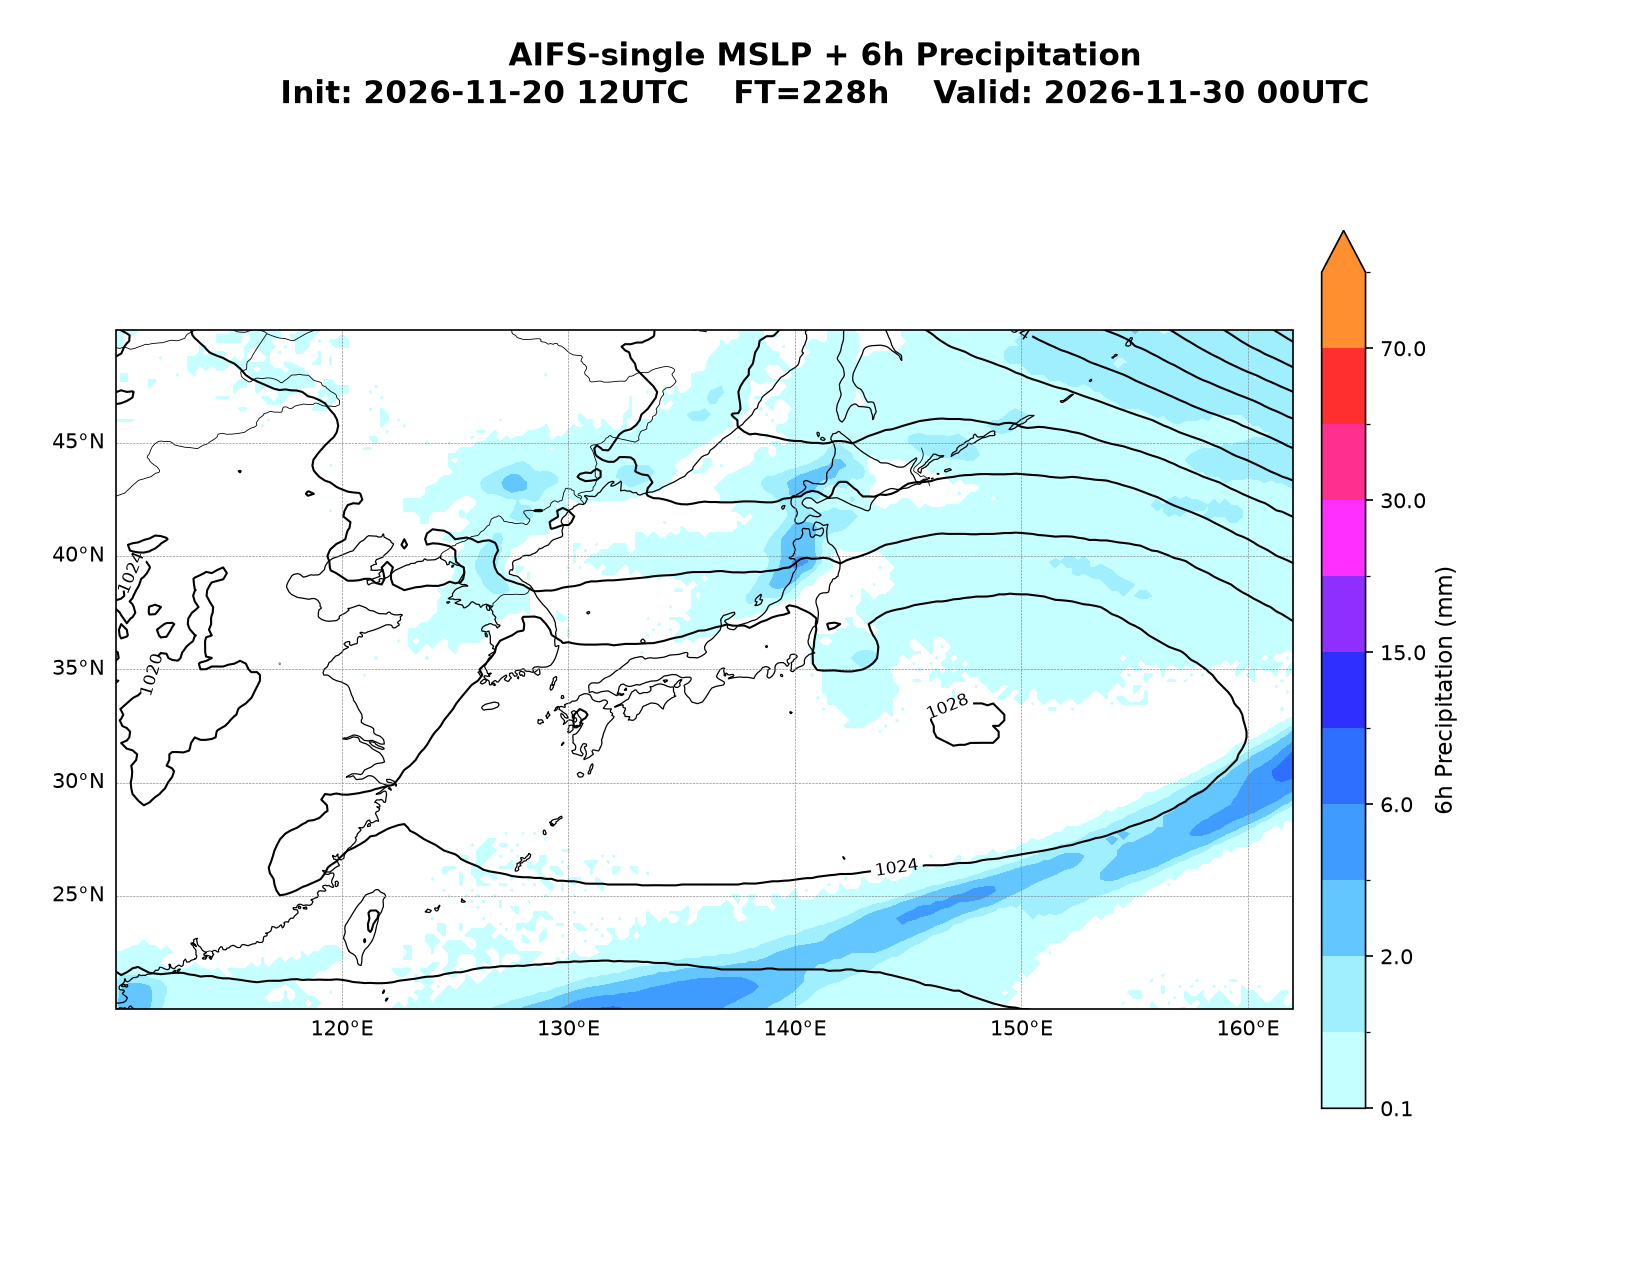 AIFS-single MSLP + 6h Precipitation
Init: 2026-11-20 12UTC    FT=228h    Valid: 2026-11-30 00UTC
70.0
45°N
30.0
40°N
1024
15.0
35°N
1020
1028
30°N
6.0
6h Precipitation (mm)
1024
25°N
2.0
120°E
130°E
140°E
150°E
160°E
0.1